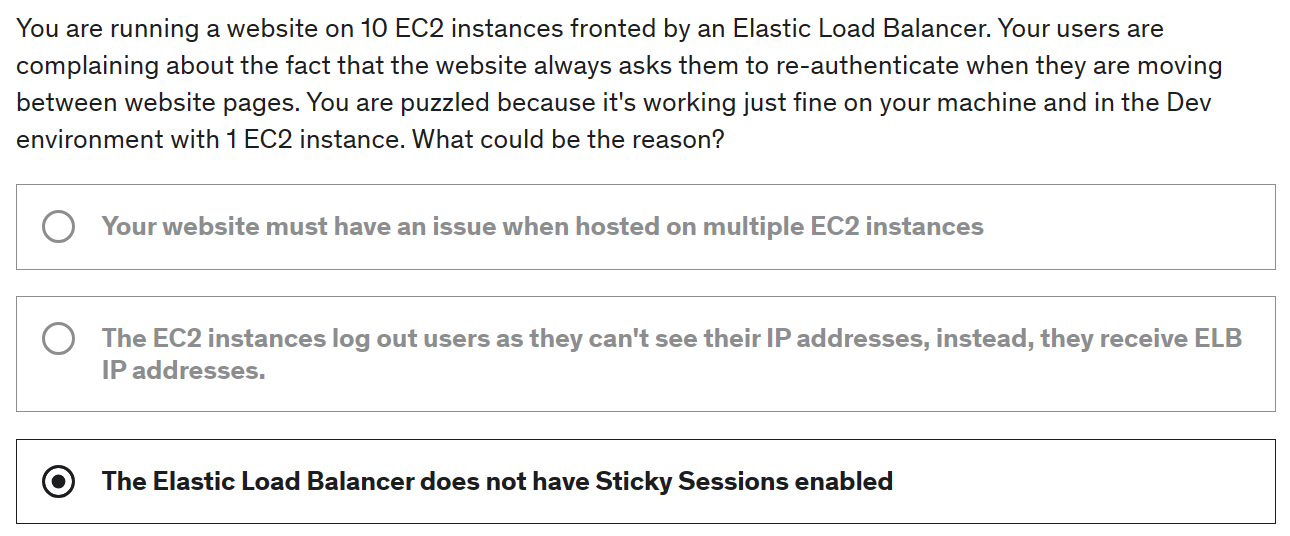 You are running a website on 10 EC2 instances fronted by an Elastic Load Balancer. Your users are
complaining about the fact that the website always asks them to re-authenticate when they are moving
between website pages. You are puzzled because it's working just fine on your machine and in the Dev
environment with 1 EC2 instance. What could be the reason?
Your website must have an issue when hosted on multiple EC2 instances
The EC2 instances log out users as they can't see their IP addresses, instead, they receive ELB
IP addresses.
The Elastic Load Balancer does not have Sticky Sessions enabled